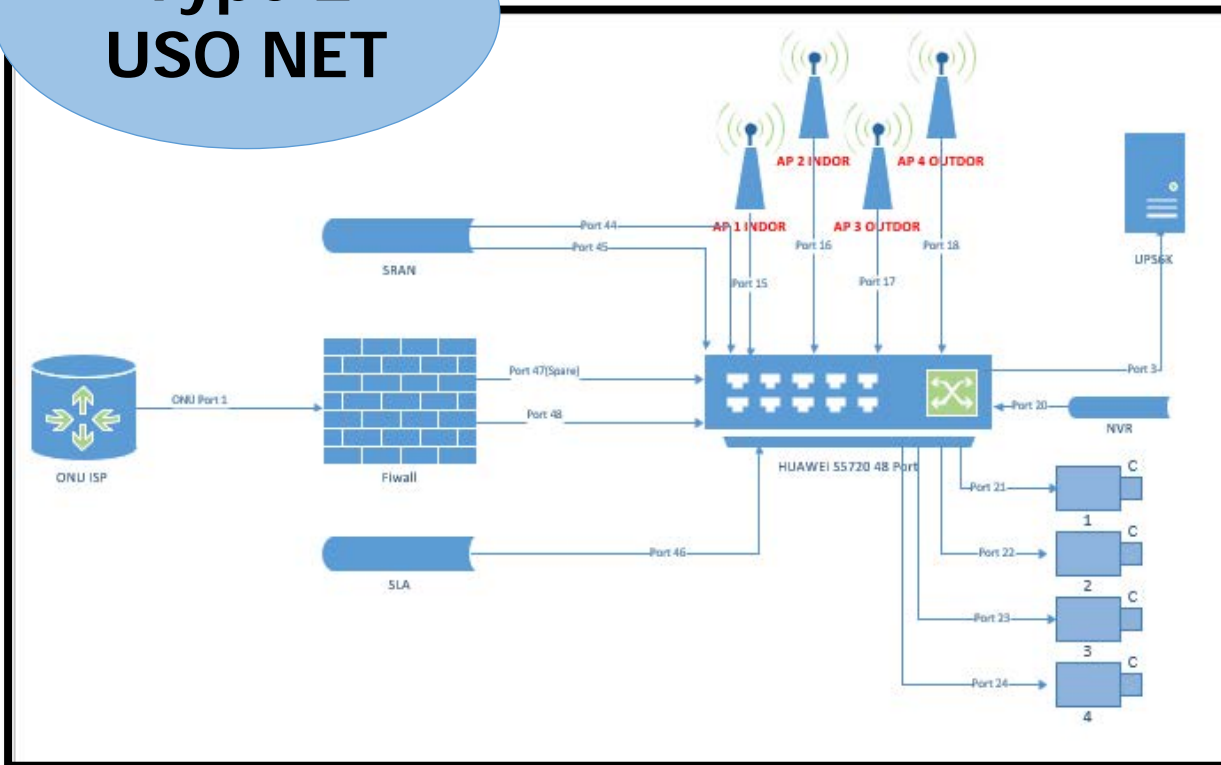 Type 2
USO NET
AP 2 INDOR
AP 4 OUTDOR
AP 1 INDOR
AP 3 OUTDOR
Port 44
Port 45
SRAN
Port 16
Port 18
Port 15
Port 17
UPS6K
ONU Port 1
Port 47(Spare)
Port 48
Port 3
Port 20
NVR
ONU ISP
Fiwall
HUAWEI S5720 48 Port
Port 21
C
1
Port 46
Port 22
C
2
SLA
Port 23
C
3
Port 24
C
4